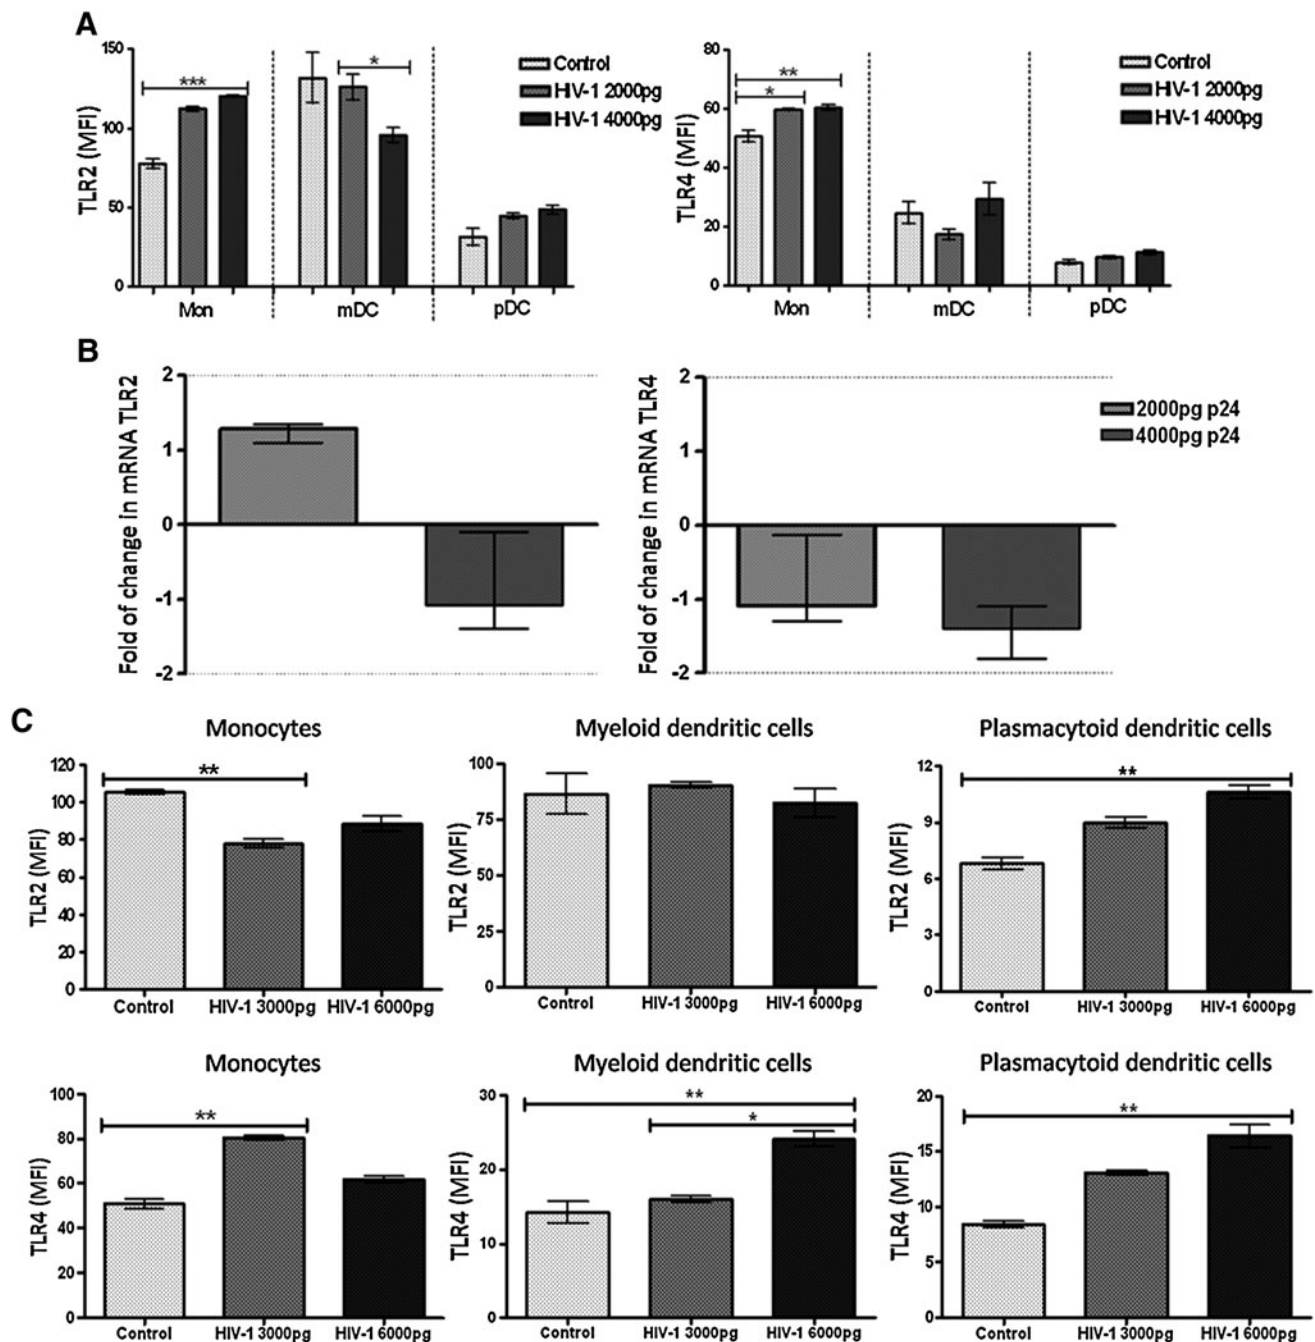 A
TLR2 (MFI)
150
100
50
0
***
*
Control
HIV-1 2000pg
HIV-1 4000pg
Mon
mDC
pDC
TLR4 (MFI)
80
60
40
20
0
**
*
Control
HIV-1 2000pg
HIV-1 4000pg
Mon
mDC
pDC
B
Fold of change in mRNA TLR2
2
1
0
-1
-2
Fold of change in mRNA TLR4
2
1
0
-1
-2
2000pg p24
4000pg p24
C
Monocytes
TLR2 (MFI)
120
100
80
60
40
20
0
**
Control
HIV-1 3000pg
HIV-1 6000pg
Myeloid dendritic cells
TLR2 (MFI)
100
75
50
25
0
Control
HIV-1 3000pg
HIV-1 6000pg
Plasmacytoid dendritic cells
TLR2 (MFI)
12
9
6
3
0
**
Control
HIV-1 3000pg
HIV-1 6000pg
Monocytes
TLR4 (MFI)
100
80
60
40
20
0
**
Control
HIV-1 3000pg
HIV-1 6000pg
Myeloid dendritic cells
TLR4 (MFI)
30
20
10
0
**
*
Control
HIV-1 3000pg
HIV-1 6000pg
Plasmacytoid dendritic cells
TLR4 (MFI)
20
15
10
5
0
**
Control
HIV-1 3000pg
HIV-1 6000pg